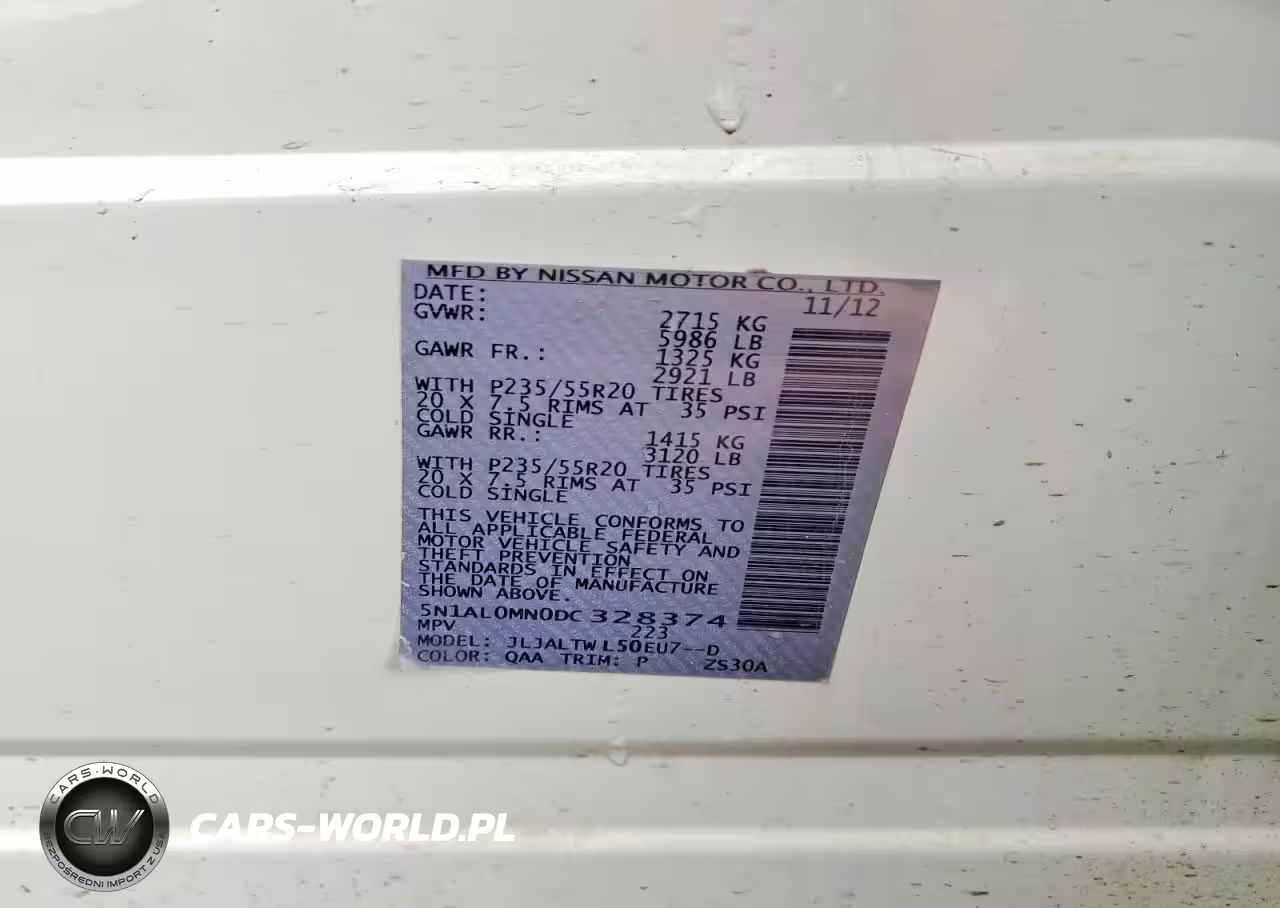 MFD BY NISSAN MOTOR CO., LTD.
DATE: 11/12
GVWR: 2715 KG
5986 LB
GAWR FR.: 1325 KG
2921 LB
WITH P235/55R20 TIRES
20 X 7.5 RIMS AT 35 PSI
COLD SINGLE
GAWR RR.: 1415 KG
3120 LB
WITH P235/55R20 TIRES
20 X 7.5 RIMS AT 35 PSI
COLD SINGLE
THIS VEHICLE CONFORMS TO
ALL APPLICABLE FEDERAL
MOTOR VEHICLE SAFETY AND
THEFT PREVENTION
STANDARDS IN EFFECT ON
THE DATE OF MANUFACTURE
SHOWN ABOVE.
5N1AL0MN0DC328374
MPV 223
MODEL: JLJALTWL50EU7--D
COLOR: QAA TRIM: P ZS30A
CARS-WORLD
CW
BEZPOŚREDNI IMPORT Z USA
CARS-WORLD.PL